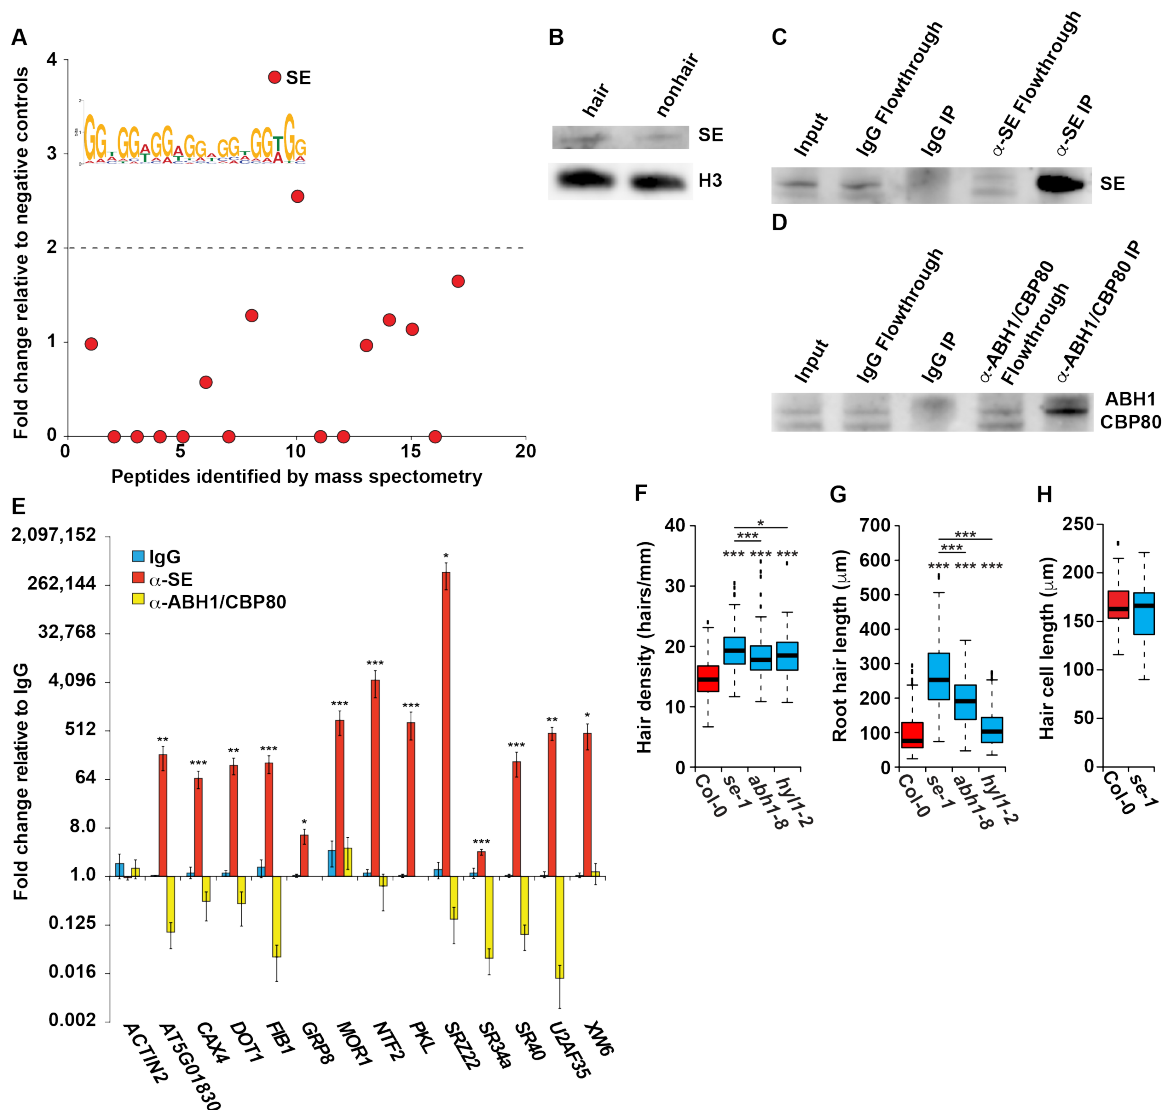 A
Fold change relative to negative controls
4
3
2
1
0
SE
GG GGAGGAGG GG GGTGG
0
5
10
15
20
Peptides identified by mass spectometry
B
hair
nonhair
SE
H3
C
Input
IgG Flowthrough
IgG IP
α-SE Flowthrough
α-SE IP
SE
D
Input
IgG Flowthrough
IgG IP
α-ABH1/CBP80
Flowthrough
α-ABH1/CBP80 IP
ABH1
CBP80
E
Fold change relative to IgG
2,097,152
262,144
32,768
4,096
512
64
8.0
1.0
0.125
0.016
0.002
IgG
α-SE
α-ABH1/CBP80
**
***
**
***
*
***
***
***
*
***
***
**
*
ACTIN2
AT5G01830
CAX4
DOT1
FIB1
GRP8
MOR1
NTF2
PKL
SRZ22
SR34a
SR40
U2AF35
XW6
F
Hair density (hairs/mm)
40
30
20
10
0
*
***
*** *** ***
Col-0
se-1
abh1-8
hyl1-2
G
Root hair length (μm)
700
600
500
400
300
200
100
0
***
***
*** *** ***
Col-0
se-1
abh1-8
hyl1-2
H
Hair cell length (μm)
250
200
150
100
50
0
Col-0
se-1